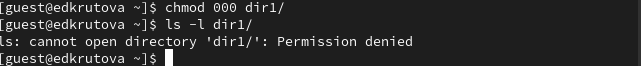 [guest@edkrutova ~]$ chmod 000 dir1/
[guest@edkrutova ~]$ ls -l dir1/
ls: cannot open directory 'dir1/': Permission denied
[guest@edkrutova ~]$